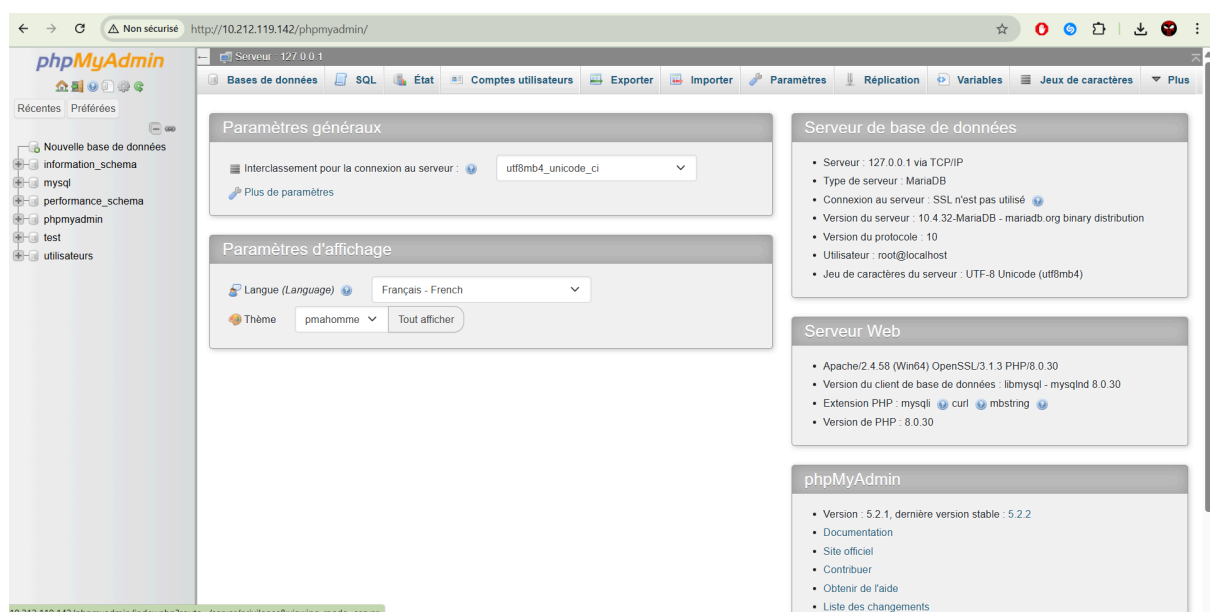 Non sécurisé http://10.212.119.142/phpmyadmin/
phpMyAdmin
Récentes Préférées
Nouvelle base de données
information_schema
mysql
performance_schema
phpmyadmin
test
utilisateurs
Serveur : 127.0.0.1
Bases de données SQL État Comptes utilisateurs Exporter Importer Paramètres Réplication Variables Jeux de caractères Plus
Paramètres généraux
Interclassement pour la connexion au serveur : utf8mb4_unicode_ci
Plus de paramètres
Paramètres d'affichage
Langue (Language) Français - French
Thème pmahomme Tout afficher
Serveur de base de données
Serveur : 127.0.0.1 via TCP/IP
Type de serveur : MariaDB
Connexion au serveur : SSL n'est pas utilisé
Version du serveur : 10.4.32-MariaDB - mariadb.org binary distribution
Version du protocole : 10
Utilisateur : root@localhost
Jeu de caractères du serveur : UTF-8 Unicode (utf8mb4)
Serveur Web
Apache/2.4.58 (Win64) OpenSSL/3.1.3 PHP/8.0.30
Version du client de base de données : libmysql - mysqlnd 8.0.30
Extension PHP : mysqli curl mbstring
Version de PHP : 8.0.30
phpMyAdmin
Version : 5.2.1, dernière version stable : 5.2.2
Documentation
Site officiel
Contribuer
Obtenir de l'aide
Liste des changements